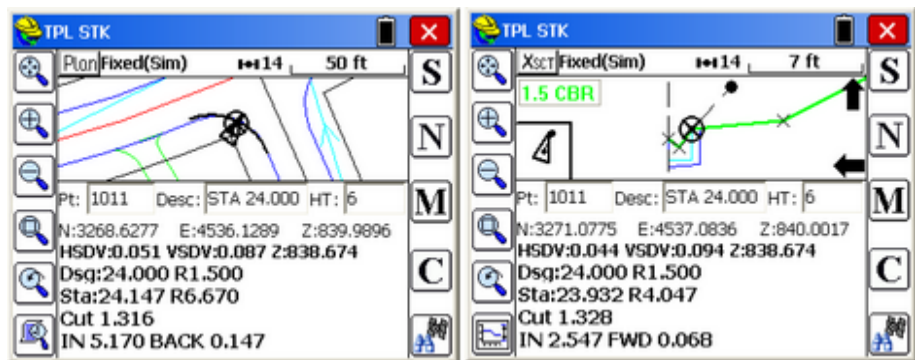 TPL STK
Plan Fixed(Sim) 14 50 ft
S
N
M
C
Pt: 1011 Desc: STA 24.000 HT: 6
N:3268.6277 E:4536.1289 Z:839.9896
HSDV:0.051 VSDV:0.087 Z:838.674
Dsg:24.000 R1.500
Sta:24.147 R6.670
Cut 1.316
IN 5.170 BACK 0.147
TPL STK
Xsct Fixed(Sim) 14 7 ft
1.5 CBR
S
N
M
C
Pt: 1011 Desc: STA 24.000 HT: 6
N:3271.0775 E:4537.0836 Z:840.0017
HSDV:0.044 VSDV:0.094 Z:838.674
Dsg:24.000 R1.500
Sta:23.932 R4.047
Cut 1.328
IN 2.547 FWD 0.068